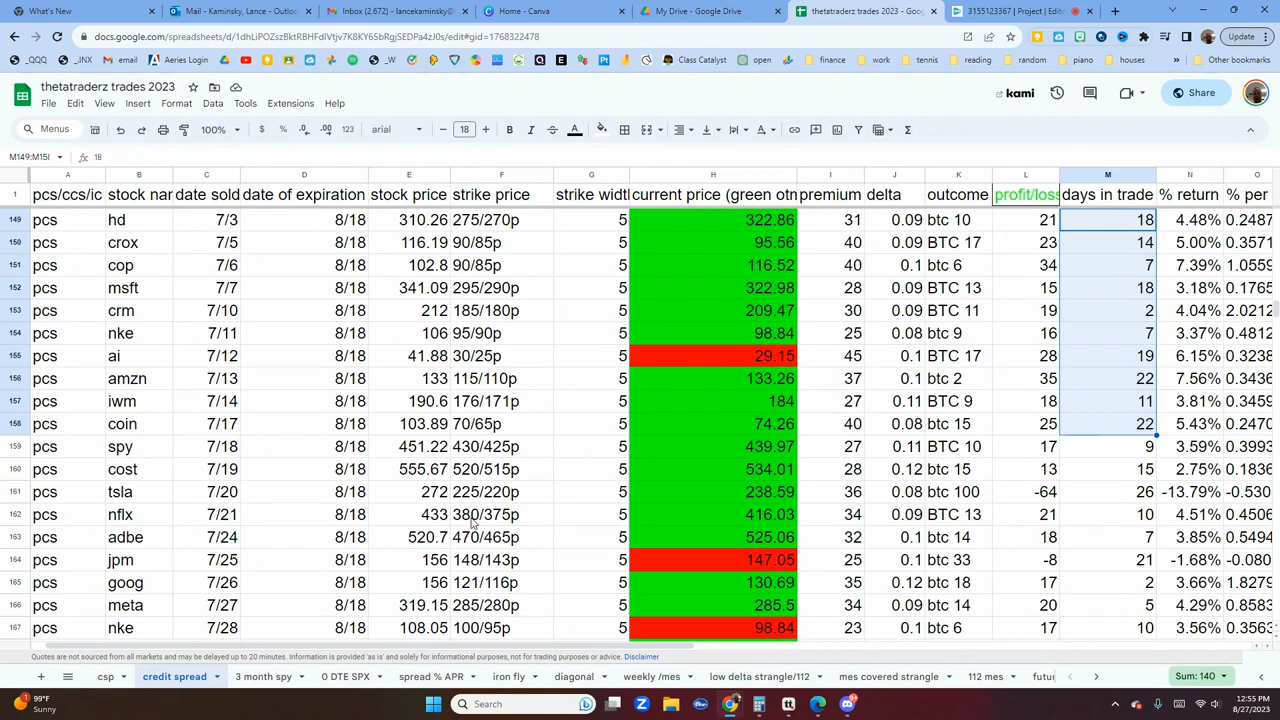 What's New
Mail - Kaminsky, Lance - Outlo
Inbox (2,672) - lancekaminsky@
Home - Canva
My Drive - Google Drive
thetatraderz trades 2023 - Goo
3155123367 | Project | Edito
docs.google.com/spreadsheets/d/1dhLiPOZszBktRBHFdIVtjv7K8KY65bRgjSEDPa4zJ0s/edit#gid=1768322478
Update
_QQQ
_INX
email
Aeries Login
_W
Class Catalyst
open
finance
work
tennis
reading
random
piano
houses
Other bookmarks
thetatraderz trades 2023
File Edit View Insert Format Data Tools Extensions Help
kami
Share
Menus
100%
$ % .0 .00 123
arial
18
B I A
M149:M158
18
A B C D E F G H I J K L M N O
1 pcs/ccs/ic stock nar date sold date of expiration stock price strike price strike widtl current price (green otn premium delta outcome profit/loss days in trade % return % per
149 pcs hd 7/3 8/18 310.26 275/270p 5 322.86 31 0.09 btc 10 21 18 4.48% 0.2487
150 pcs crox 7/5 8/18 116.19 90/85p 5 95.56 40 0.09 BTC 17 23 14 5.00% 0.3571
151 pcs cop 7/6 8/18 102.8 90/85p 5 116.52 40 0.1 btc 6 34 7 7.39% 1.0559
152 pcs msft 7/7 8/18 341.09 295/290p 5 322.98 28 0.09 BTC 13 15 18 3.18% 0.1765
153 pcs crm 7/10 8/18 212 185/180p 5 209.47 30 0.09 BTC 11 19 2 4.04% 2.0212
154 pcs nke 7/11 8/18 106 95/90p 5 98.84 25 0.08 btc 9 16 7 3.37% 0.4812
155 pcs ai 7/12 8/18 41.88 30/25p 5 29.15 45 0.1 BTC 17 28 19 6.15% 0.3238
156 pcs amzn 7/13 8/18 133 115/110p 5 133.26 37 0.1 btc 2 35 22 7.56% 0.3436
157 pcs iwm 7/14 8/18 190.6 176/171p 5 184 27 0.11 BTC 9 18 11 3.81% 0.3459
158 pcs coin 7/17 8/18 103.89 70/65p 5 74.26 40 0.08 btc 15 25 22 5.43% 0.2470
159 pcs spy 7/18 8/18 451.22 430/425p 5 439.97 27 0.11 BTC 10 17 9 3.59% 0.3993
160 pcs cost 7/19 8/18 555.67 520/515p 5 534.01 28 0.12 btc 15 13 15 2.75% 0.1836
161 pcs tsla 7/20 8/18 272 225/220p 5 238.59 36 0.08 btc 100 -64 26 -13.79% -0.530
162 pcs nflx 7/21 8/18 433 380/375p 5 416.03 34 0.09 BTC 13 21 10 4.51% 0.4506
163 pcs adbe 7/24 8/18 520.7 470/465p 5 525.06 32 0.1 btc 14 18 7 3.85% 0.5494
164 pcs jpm 7/25 8/18 156 148/143p 5 147.05 25 0.1 btc 33 -8 21 -1.68% -0.080
165 pcs goog 7/26 8/18 156 121/116p 5 130.69 35 0.12 btc 18 17 2 3.66% 1.8279
166 pcs meta 7/27 8/18 319.15 285/280p 5 285.5 34 0.09 btc 14 20 5 4.29% 0.8583
167 pcs nke 7/28 8/18 108.05 100/95p 5 98.84 23 0.1 btc 6 17 10 3.56% 0.3563
Quotes are not sourced from all markets and may be delayed up to 20 minutes. Information is provided 'as is' and solely for informational purposes, not for trading purposes or advice. Disclaimer
csp credit spread 3 month spy 0 DTE SPX spread % APR iron fly diagonal weekly /mes low delta strangle/112 mes covered strangle 112 mes futur
Sum: 140
99°F
Sunny
Search
12:55 PM
8/27/2023